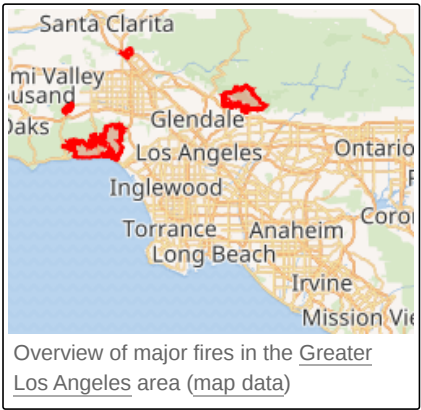 Santa Clarita
mi Valley
ousand
Oaks
Glendale
Los Angeles
Ontario
Inglewood
Coro
Torrance
Anaheim
Long Beach
Irvine
Mission Vie
Overview of major fires in the Greater
Los Angeles area (map data)